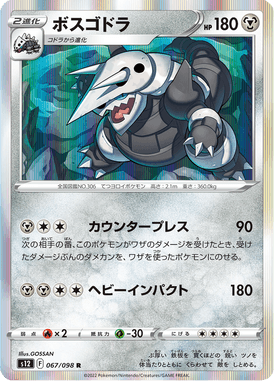 2進化 ボスゴドラ HP180
コドラから進化
全国図鑑NO.306 てつヨロイポケモン 高さ:2.1m 重さ:360.0kg
カウンタープレス 90
次の相手の番、このポケモンがワザのダメージを受けたとき、受けたダメージぶんのダメカンを、ワザを使ったポケモンにのせる。
ヘビーインパクト 180
弱点 ×2 抵抗力 -30 にげる
Illus.GOSSAN
s12 F 067/098 R
ぶ厚い 鉄板を
©2022 Pokémon/Nintendo/Creatures/GAME FREAK.